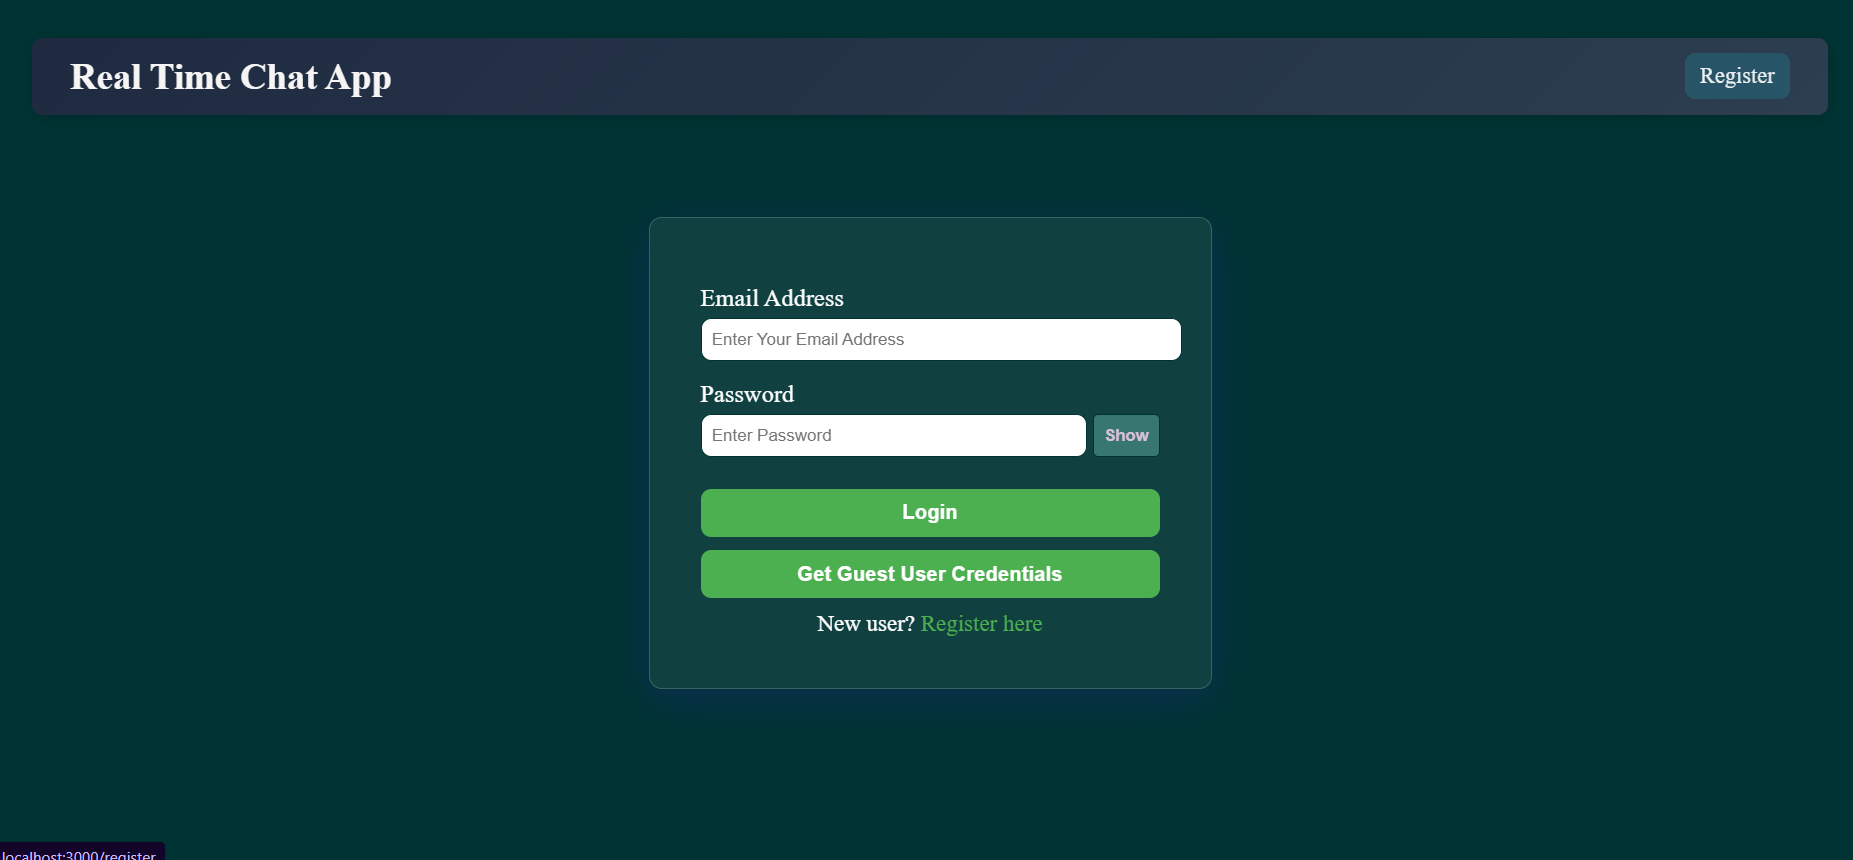 Real Time Chat App
Register
Email Address
Enter Your Email Address
Password
Enter Password
Show
Login
Get Guest User Credentials
New user? Register here
localhost:3000/register